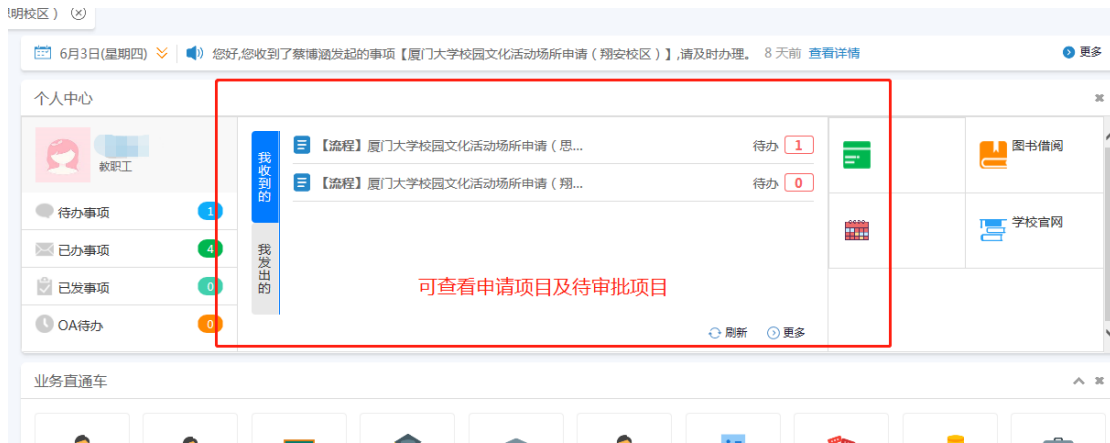 明校区）
6月3日(星期四) 您好,您收到了蔡博涵发起的事项【厦门大学校园文化活动场所申请（翔安校区）】,请及时办理。 8天前 查看详情 更多
个人中心
教职工
待办事项 1
已办事项 4
已发事项 0
OA待办 0
我收到的
我发出的
【流程】厦门大学校园文化活动场所申请（思... 待办 1
【流程】厦门大学校园文化活动场所申请（翔... 待办 0
可查看申请项目及待审批项目
刷新 更多
图书借阅
学校官网
业务直通车